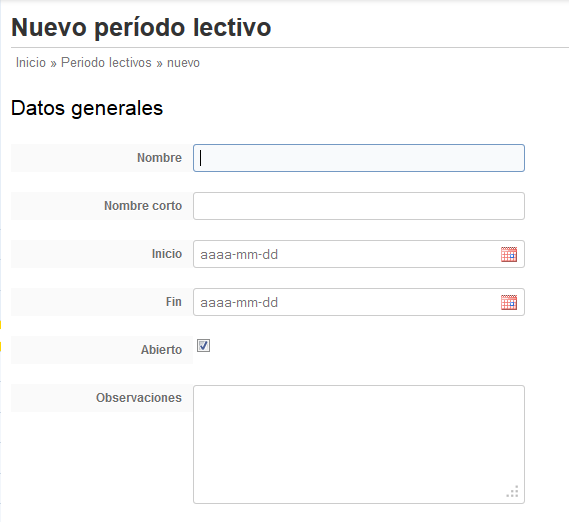 Nuevo período lectivo
Inicio » Periodo lectivos » nuevo
Datos generales
Nombre
Nombre corto
Inicio aaaa-mm-dd
Fin aaaa-mm-dd
Abierto
Observaciones